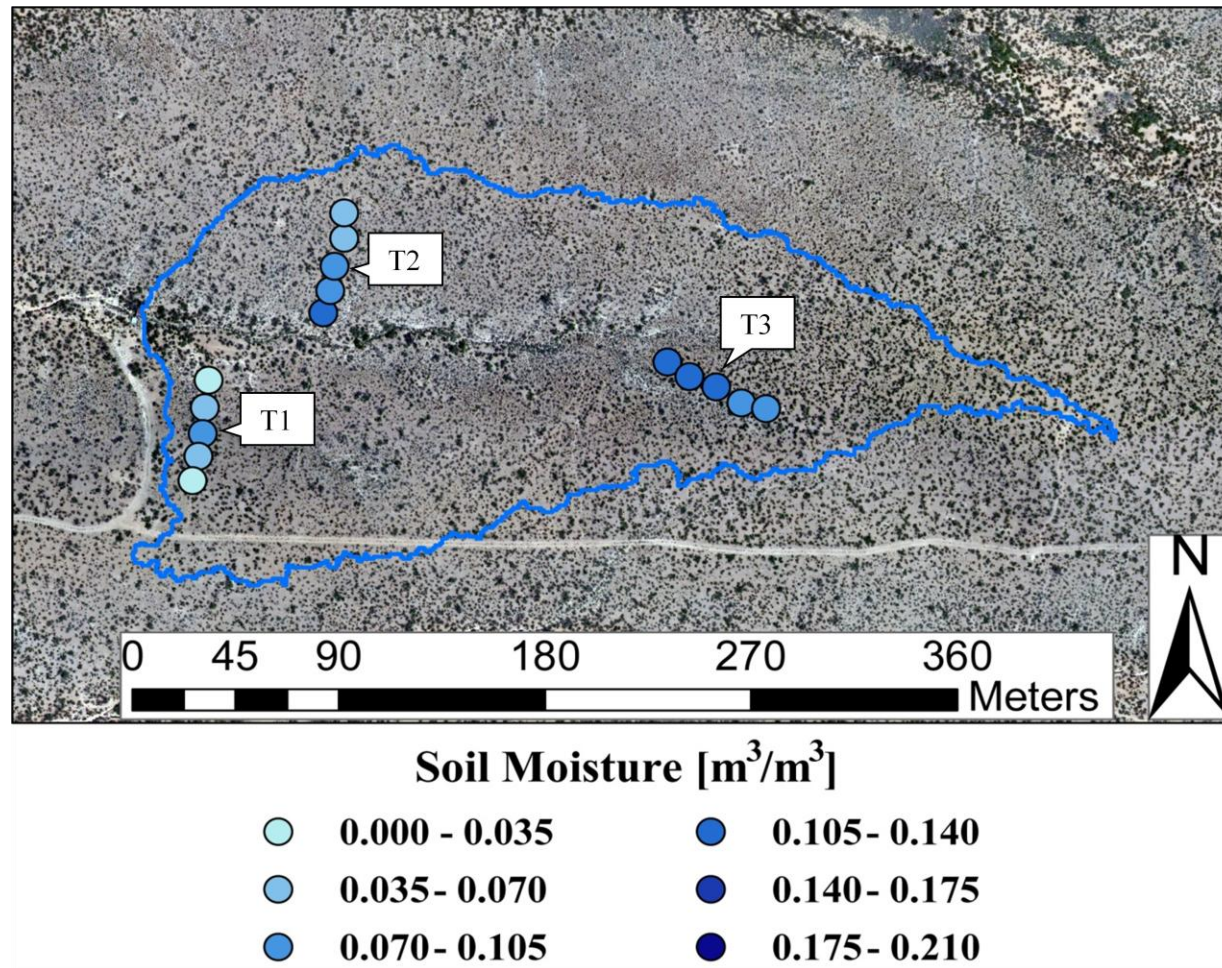 T2
T3
T1
N
0 45 90 180 270 360
Meters
Soil Moisture [m³/m³]
0.000 - 0.035
0.105 - 0.140
0.035 - 0.070
0.140 - 0.175
0.070 - 0.105
0.175 - 0.210